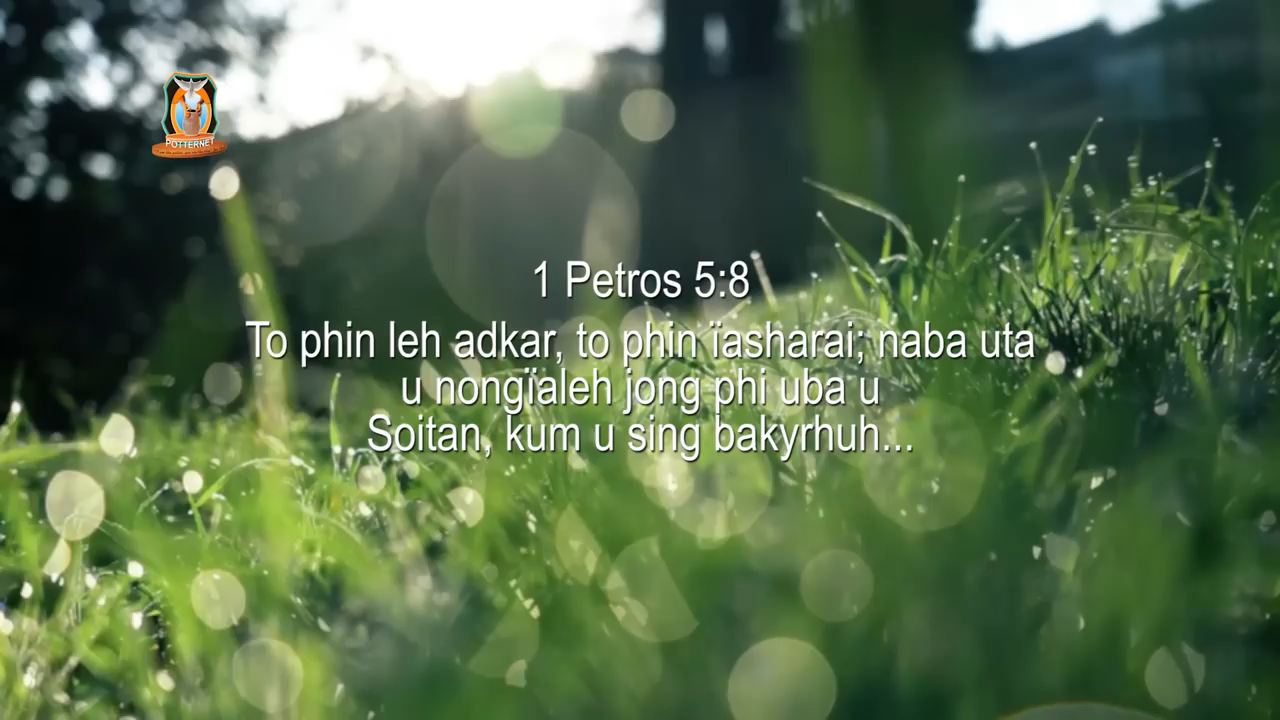 POTTERNET
1 Petros 5:8
To phin leh adkar, to phin ïasharai; naba uta
u nongïaleh jong phi uba u
Soitan, kum u sing bakyrhuh...